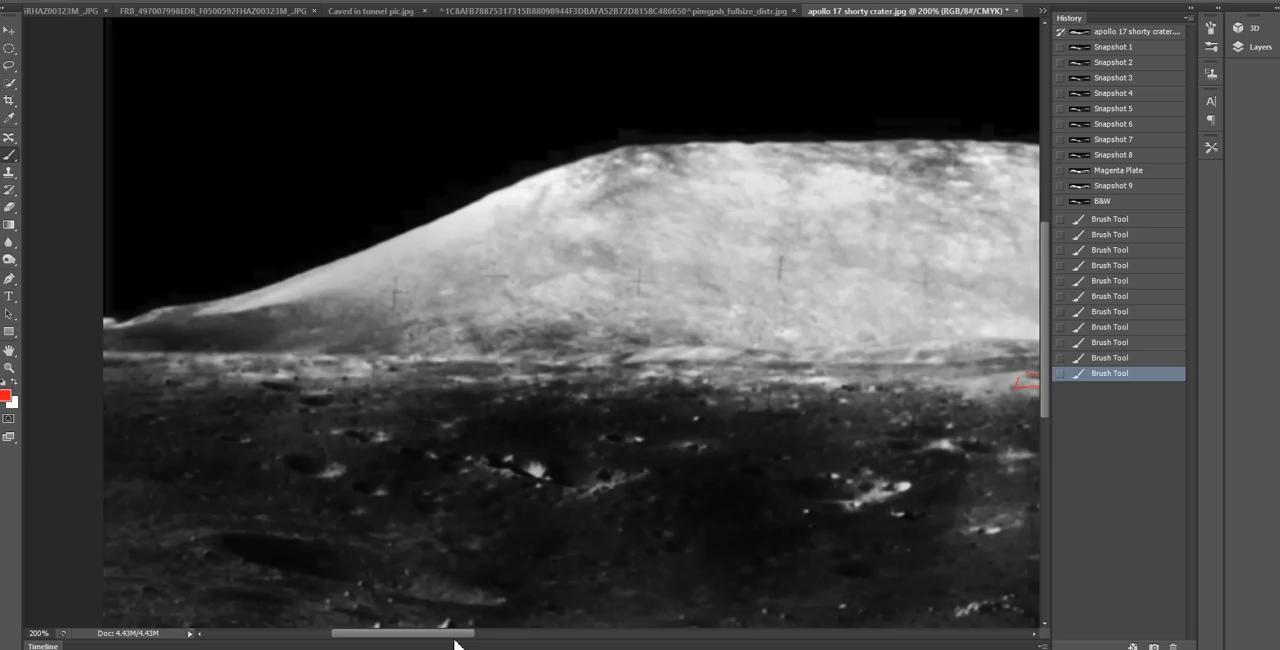 SRHAZ00323M_.JPG × FRB_497007998EDR_F0500592FHAZ00323M_.JPG × Caved in tunnel pic.jpg × ^1C8AFB78875317315B88098944F3DBAFA52B72D8158C486650^pimgpsh_fullsize_distr.jpg × apollo 17 shorty crater.jpg @ 200% (RGB/8#/CMYK) * ×
History
apollo 17 shorty crater....
Snapshot 1
Snapshot 2
Snapshot 3
Snapshot 4
Snapshot 5
Snapshot 6
Snapshot 7
Snapshot 8
Magenta Plate
Snapshot 9
B&W
Brush Tool
Brush Tool
Brush Tool
Brush Tool
Brush Tool
Brush Tool
Brush Tool
Brush Tool
Brush Tool
Brush Tool
Brush Tool
3D
Layers
200% Doc: 4.43M/4.43M
Timeline